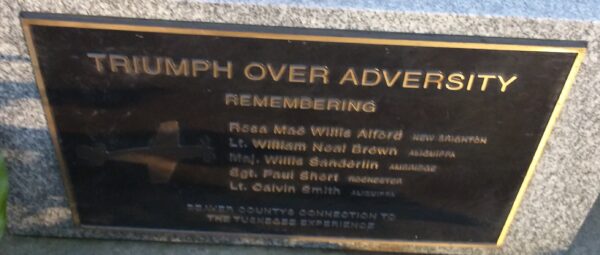 TRIUMPH OVER ADVERSITY
REMEMBERING
Rosa Mae Willis Alford NEW BRIGHTON
Lt. William Neal Brown ALIQUIPPA
Maj. Willis Sanderlin AMBRIDGE
Sgt. Paul Short ROCHESTER
Lt. Calvin Smith ALIQUIPPA
BEAVER COUNTY'S CONNECTION TO
THE TUSKEGEE EXPERIENCE